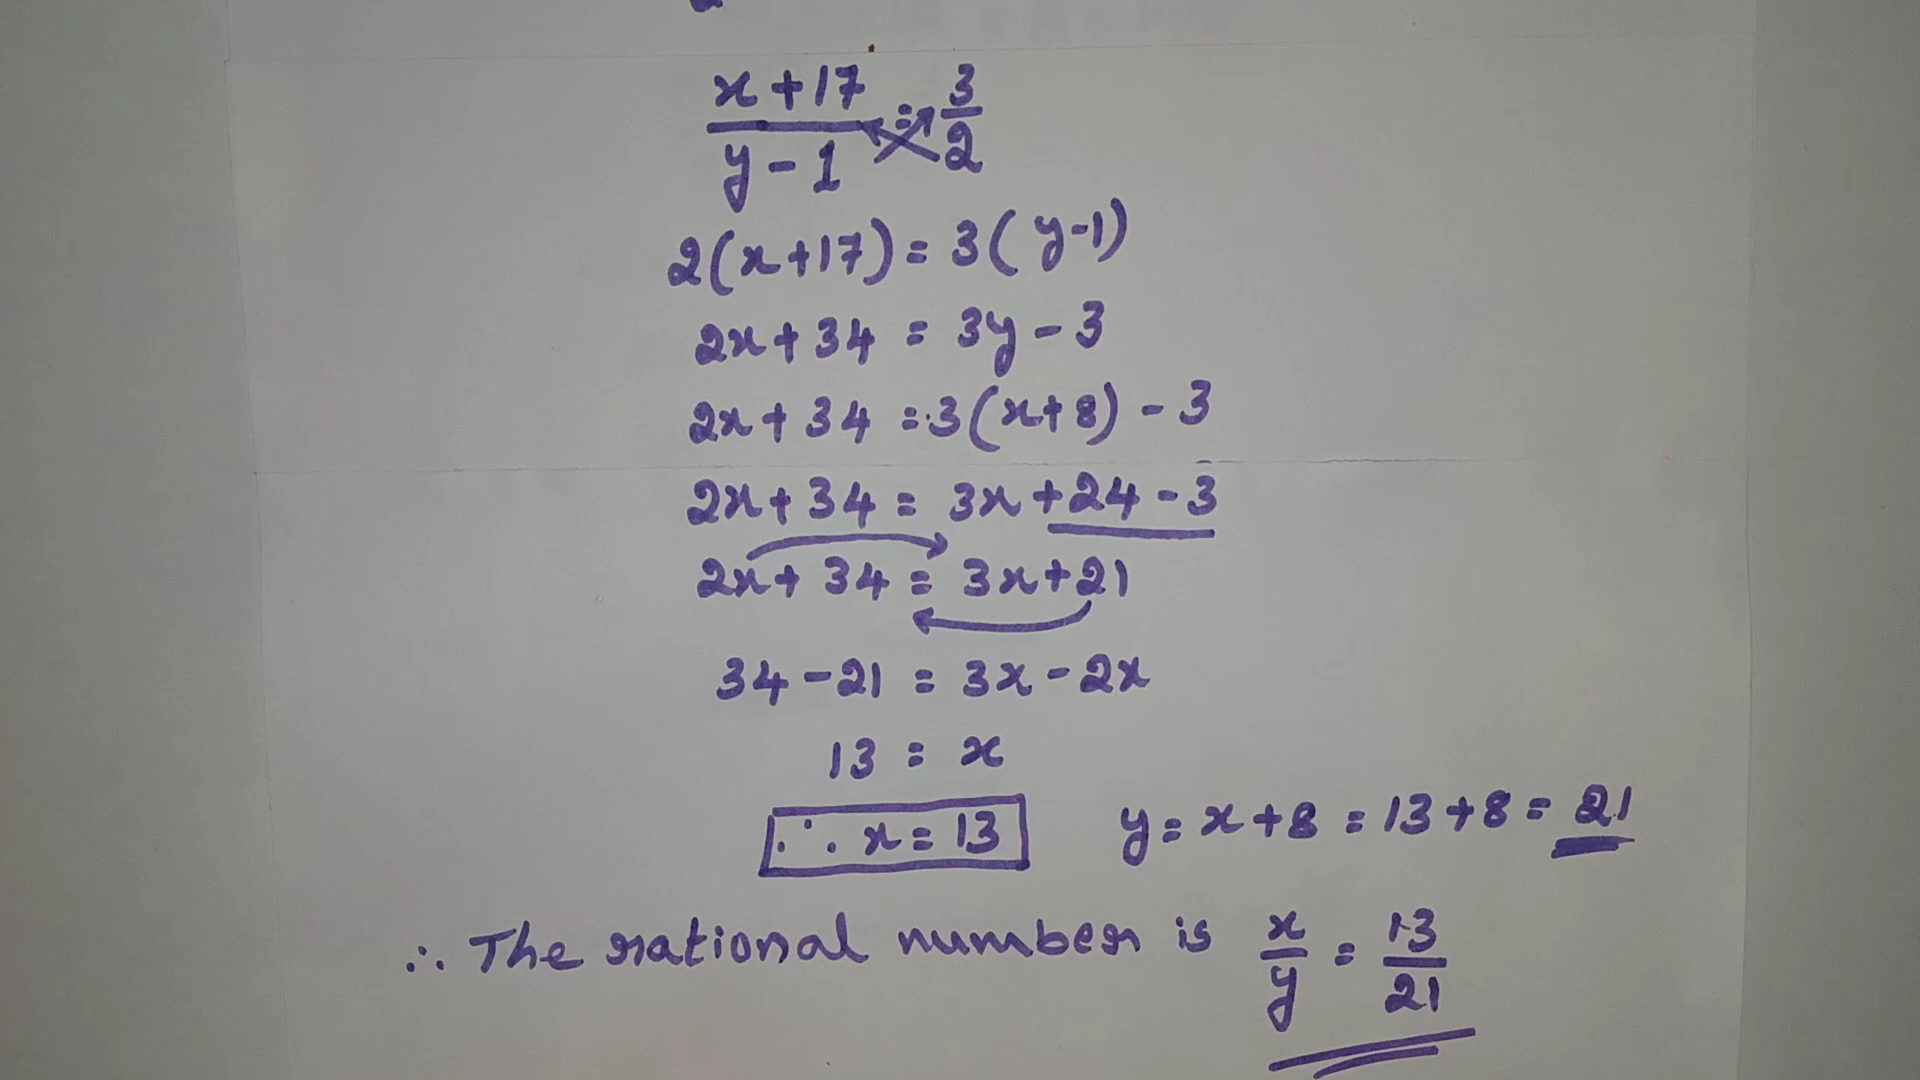 x+17/y-1 = 3/2
2(x+17) = 3(y-1)
2x+34 = 3y-3
2x+34 = 3(x+8)-3
2x+34 = 3x+24-3
2x+34 = 3x+21
34-21 = 3x-2x
13 = x
∴ x = 13
y = x+8 = 13+8 = 21
∴ The rational number is x/y = 13/21